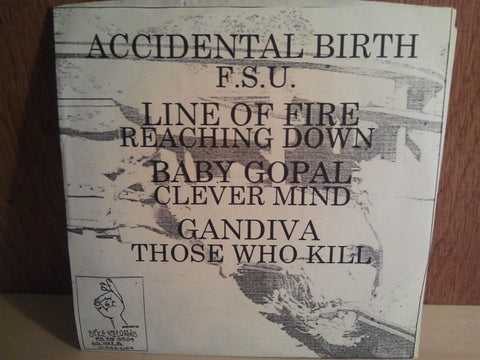 ACCIDENTAL BIRTH
F.S.U.
LINE OF FIRE
REACHING DOWN
BABY GOPAL
CLEVER MIND
GANDIVA
THOSE WHO KILL